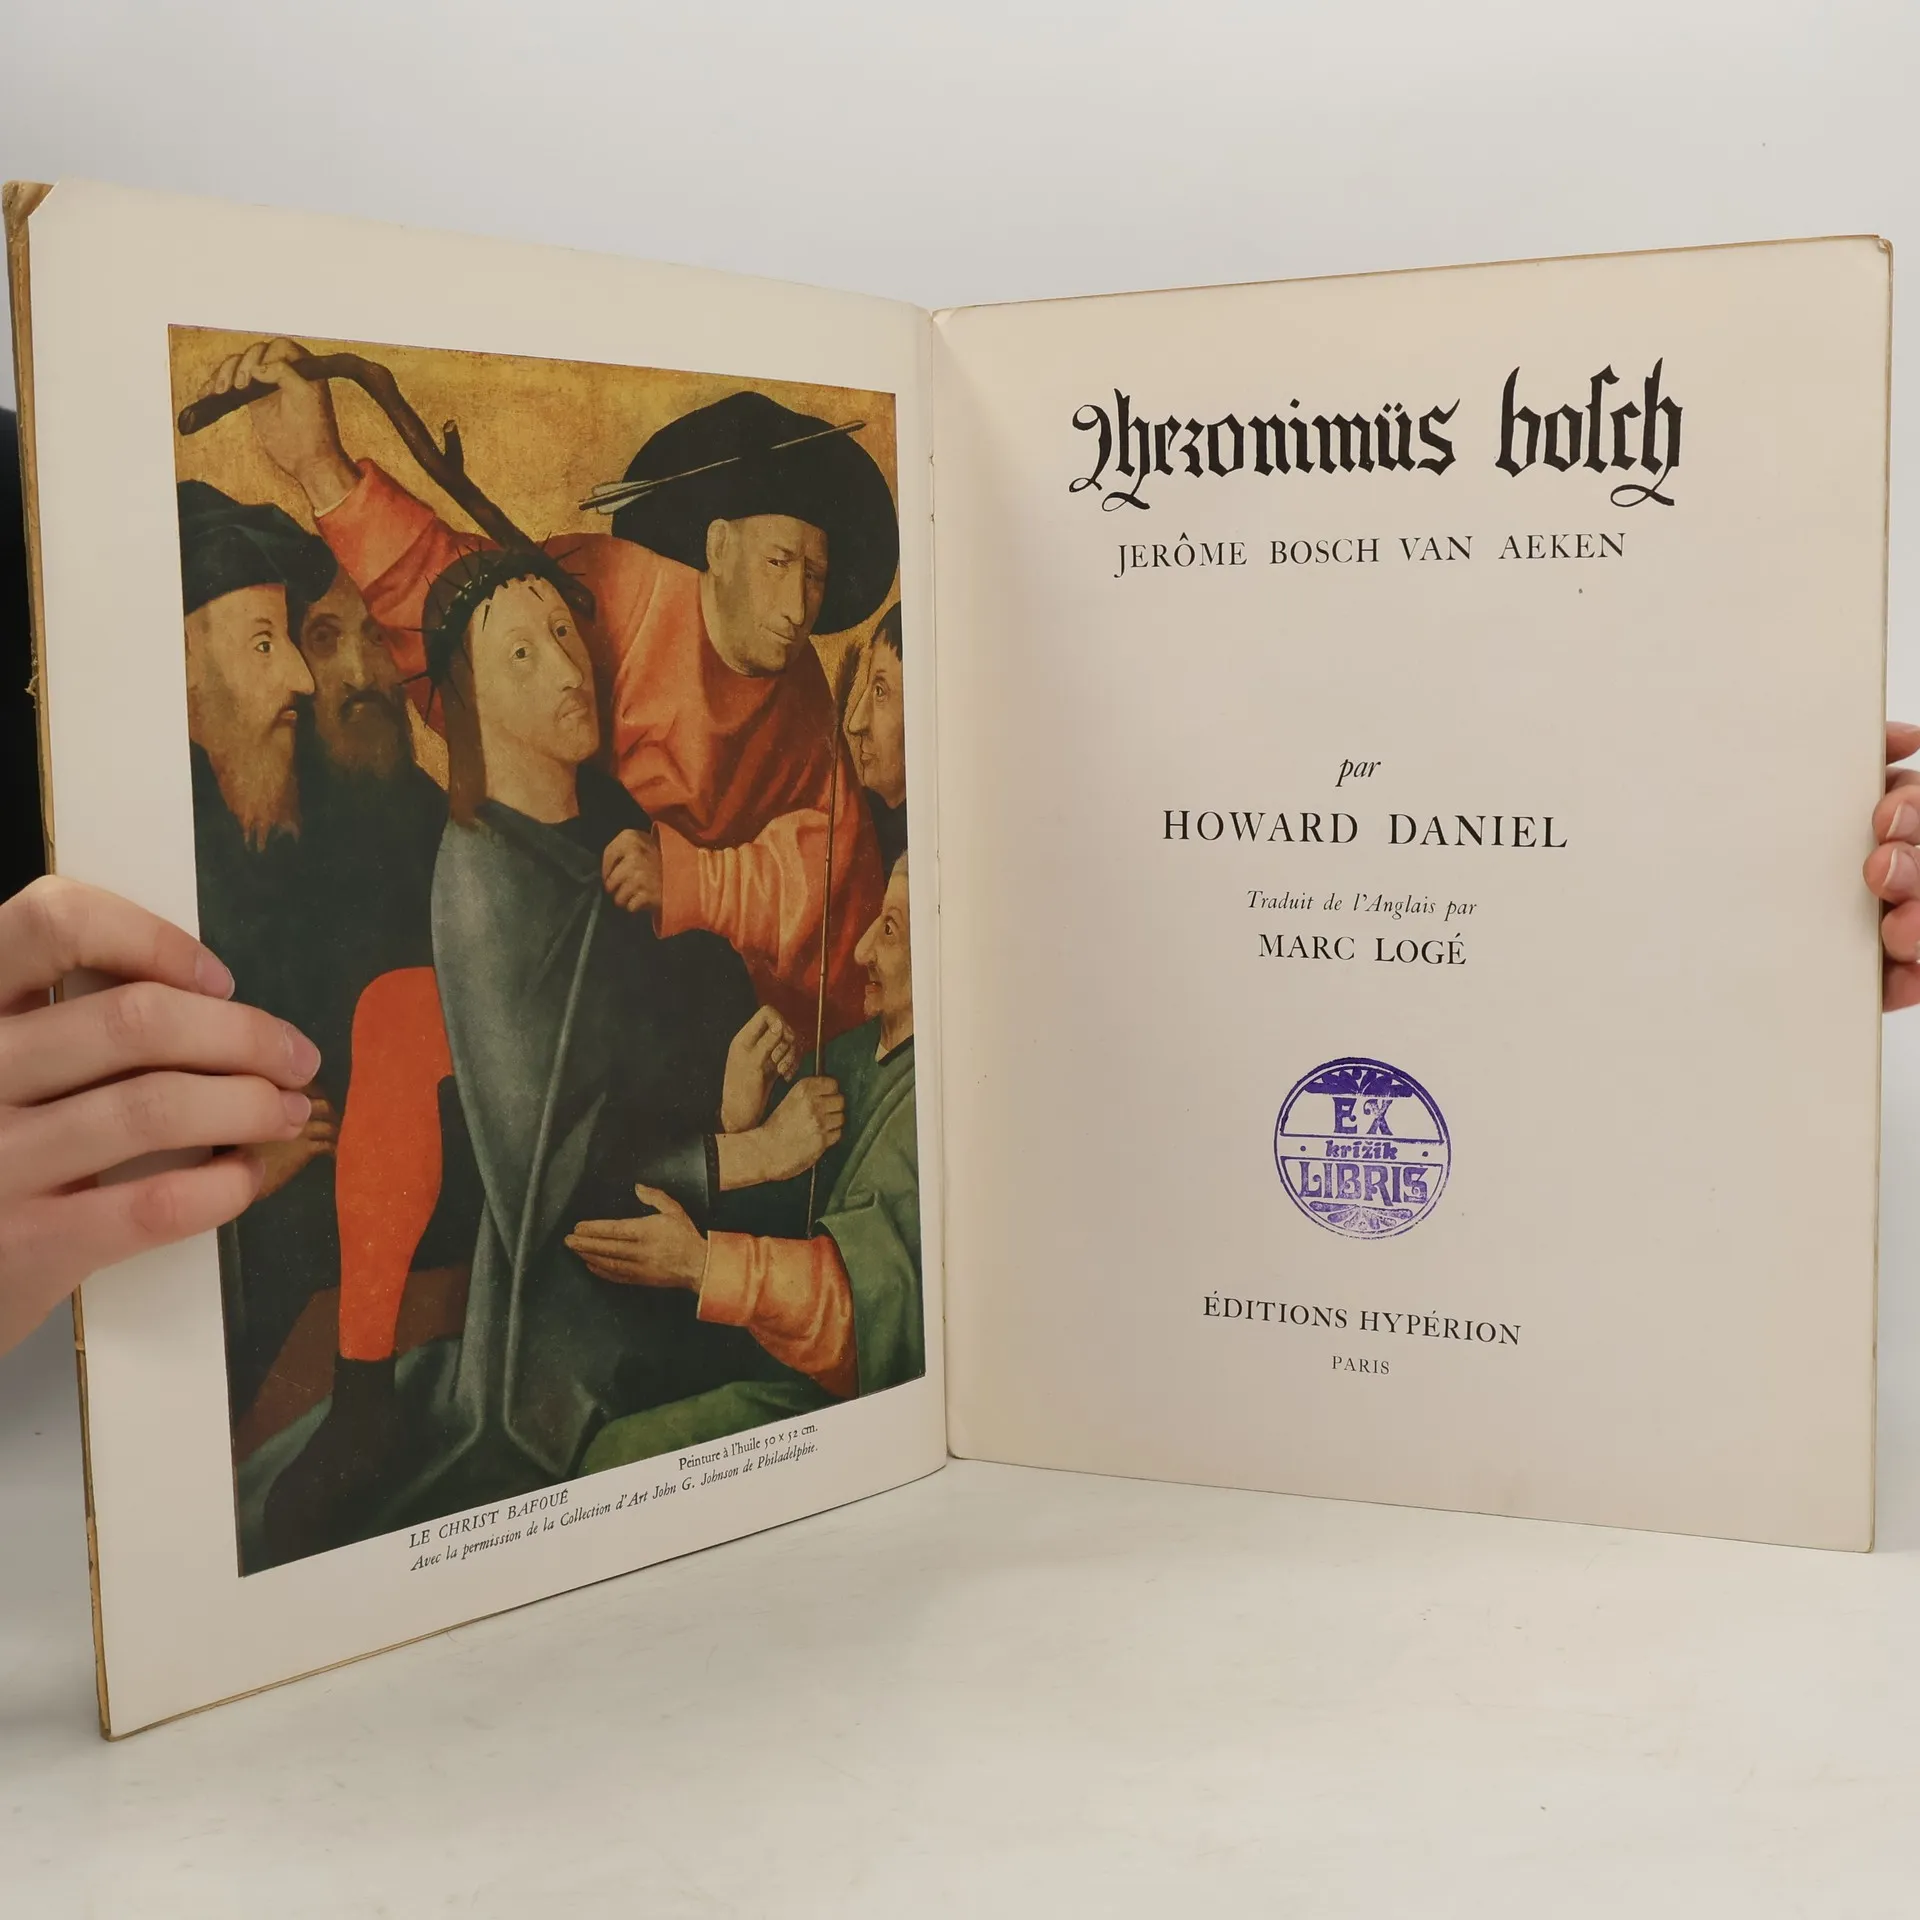 LE CHRIST BAFOUÉ
Peinture à l'huile 50 x 52 cm.
Avec la permission de la Collection d'Art John G. Johnson de Philadelphie.
Jheronimüs bosch
JERÔME BOSCH VAN AEKEN
par
HOWARD DANIEL
Traduit de l'Anglais par
MARC LOGÉ
EX
křížik
LIBRIS
ÉDITIONS HYPÉRION
PARIS